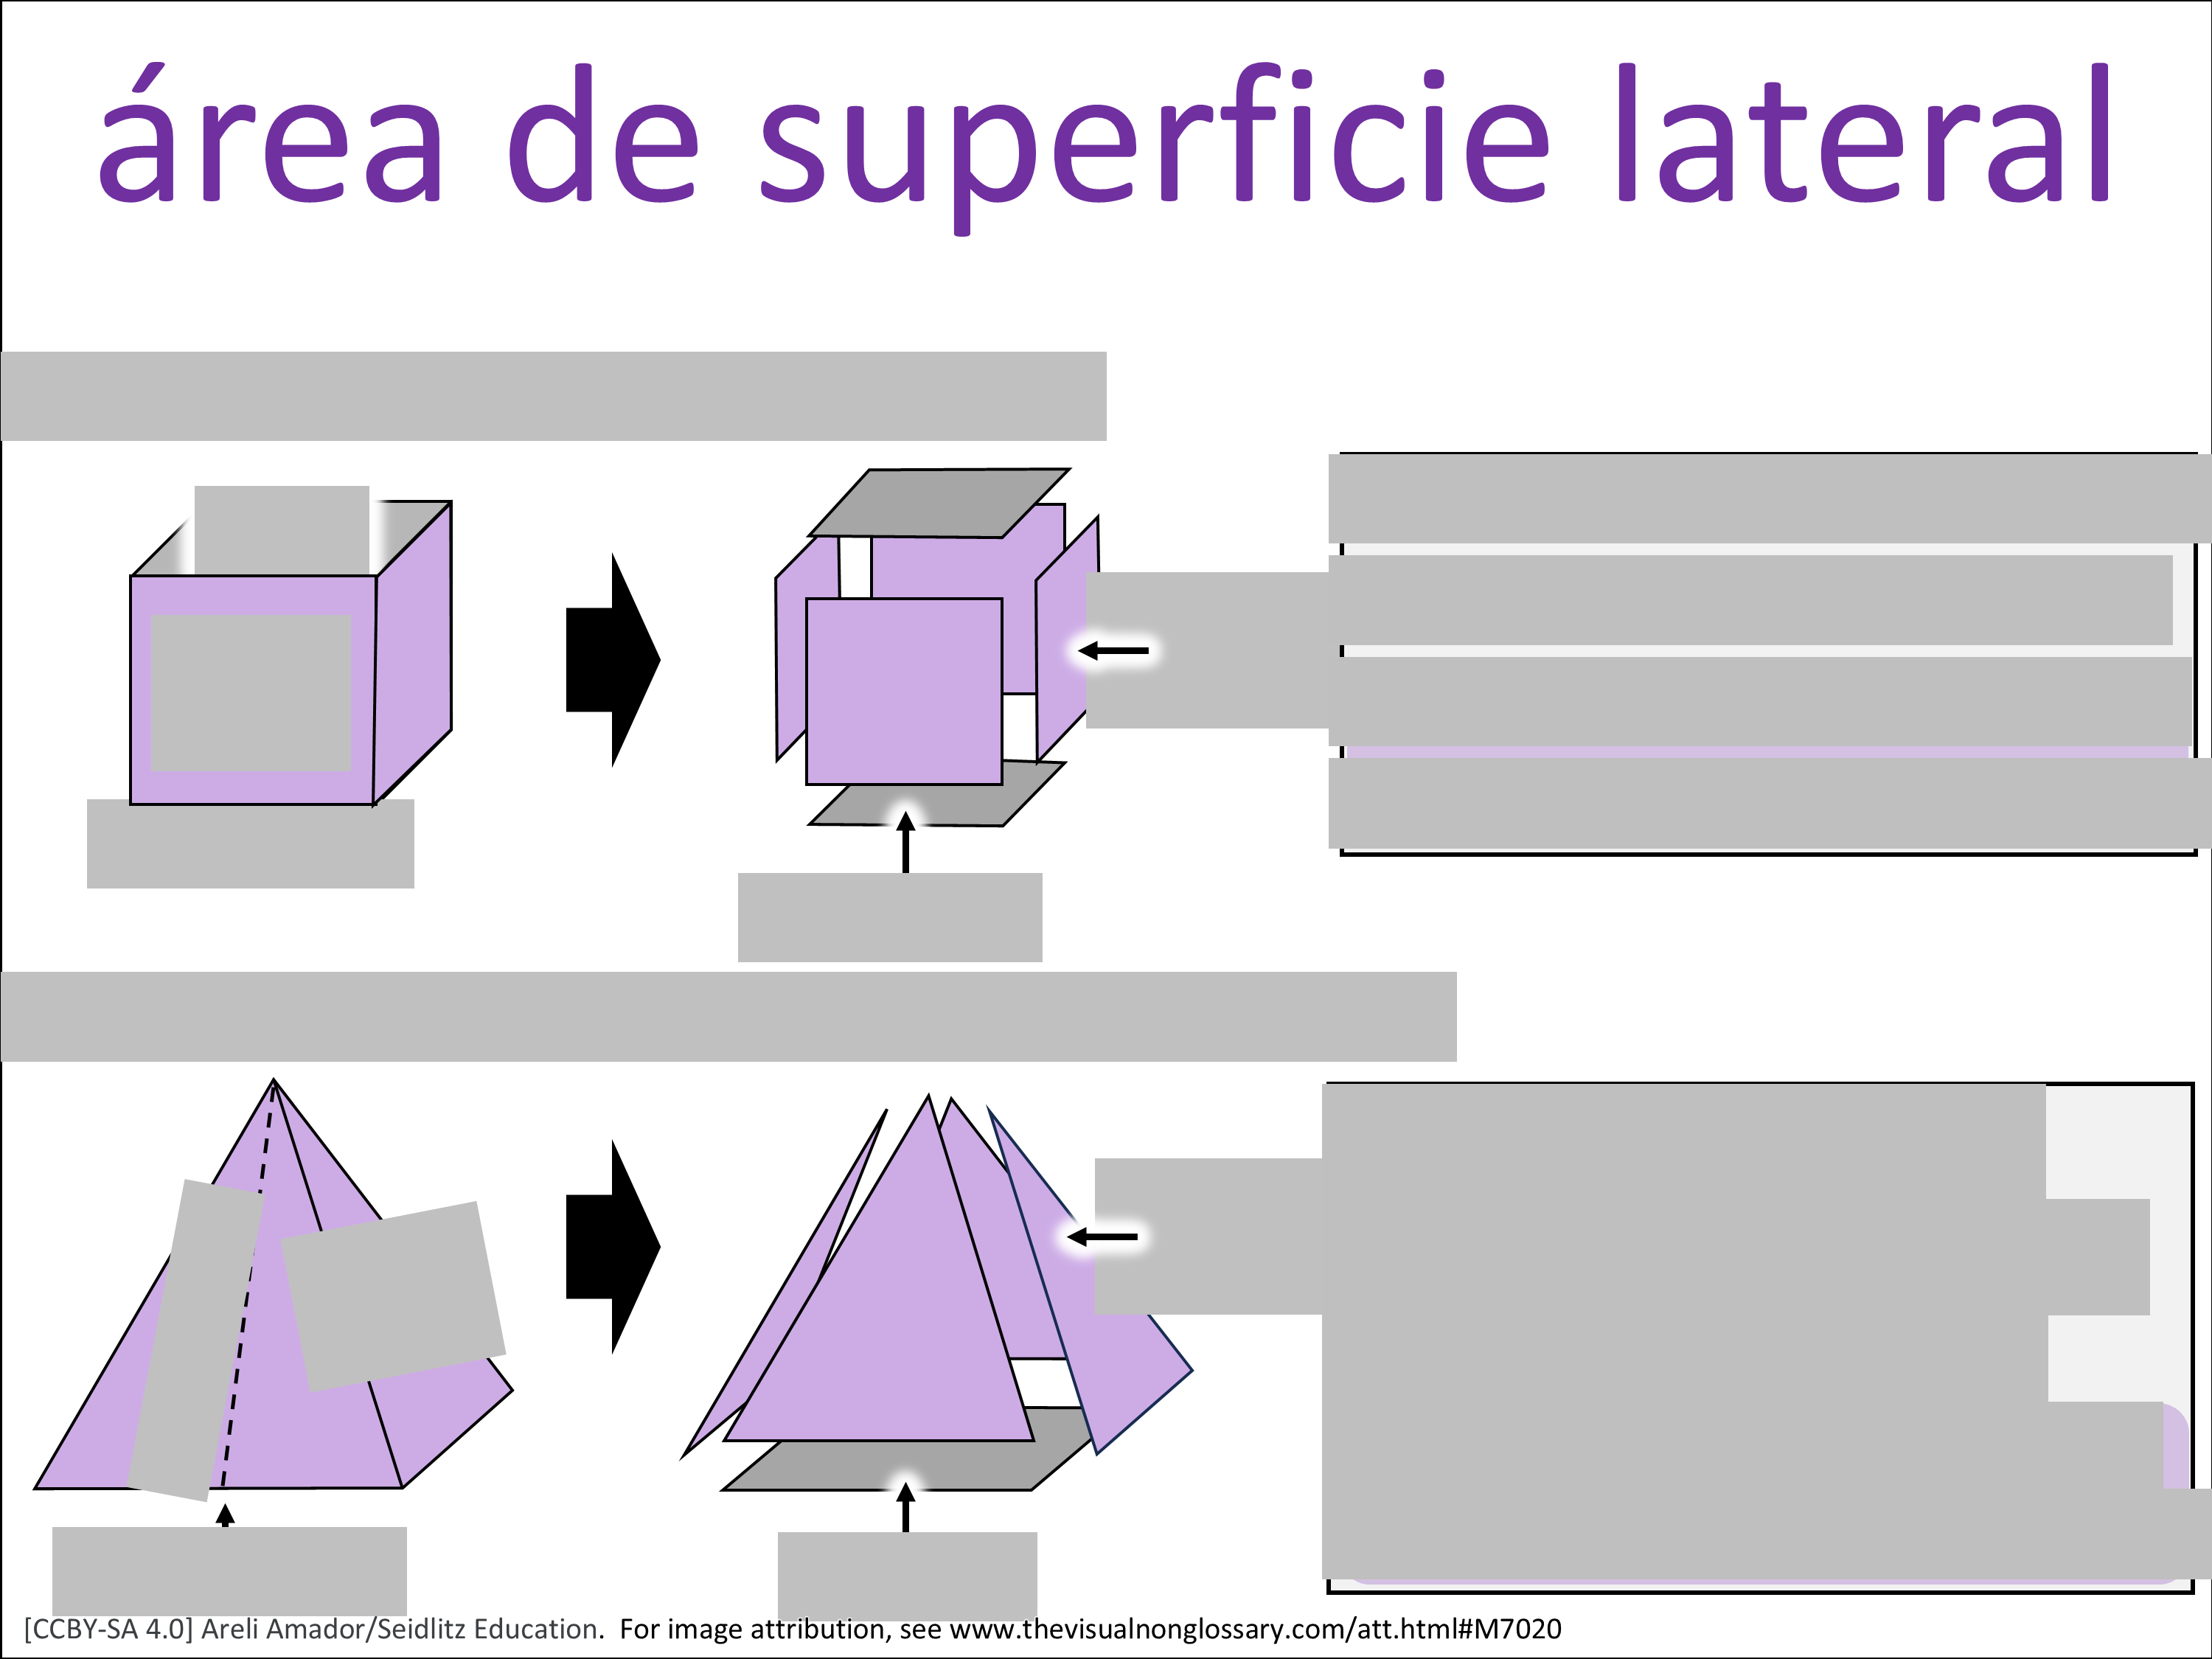 área de superficie lateral
[CCBY-SA 4.0] Areli Amador/Seidlitz Education.  For image attribution, see www.thevisualnonglossary.com/att.html#M7020